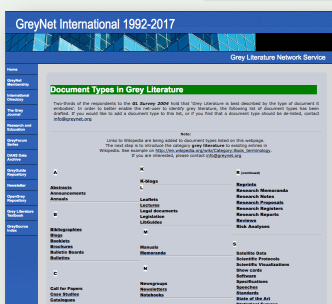 GreyNet International 1992-2017
Grey Literature Network Service
Home
GreyNet
Membership
International
Directory
The Grey
Journal
Research and
Education
GreyForum
Series
DANS Data
Archive
GreyGuide
Repository
Newsletter
OpenGrey
Repository
Grey Literature
Textbook
GreySource
Index
Document Types in Grey Literature
Two-thirds of the respondents to the GL Survey 2004 hold that 'Grey Literature is best described by the type of document it
embodies'. In order to better enable the net-user to identify grey literature, the following list of document types has been
drafted. If you would like to add a document type to this list, or if you find that a document type should be de-listed, contact
info@greynet.org
Note:
Links to Wikipedia are being added to document types listed on this webpage.
The next step is to introduce the category grey literature to existing entries in
Wikipedia. See example on http://en.wikipedia.org/wiki/Category:Book_terminology.
If you are interested, please contact info@greynet.org
A
Abstracts
Announcements
Annuals
B
Bibliographies
Blogs
Booklets
Brochures
Bulletin Boards
Bulletins
C
Call for Papers
Case Studies
Catalogues
K
K-blogs
L
Leaflets
Lectures
Legal documents
Legislation
LibGuides
M
Manuals
Memoranda
N
Newsgroups
Newsletters
Notebooks
R (continued)
Reprints
Research Memoranda
Research Notes
Research Proposals
Research Registers
Research Reports
Reviews
Risk Analyses
S
Satellite Data
Scientific Protocols
Scientific Visualizations
Show cards
Software
Specifications
Speeches
Standards
State of the Art